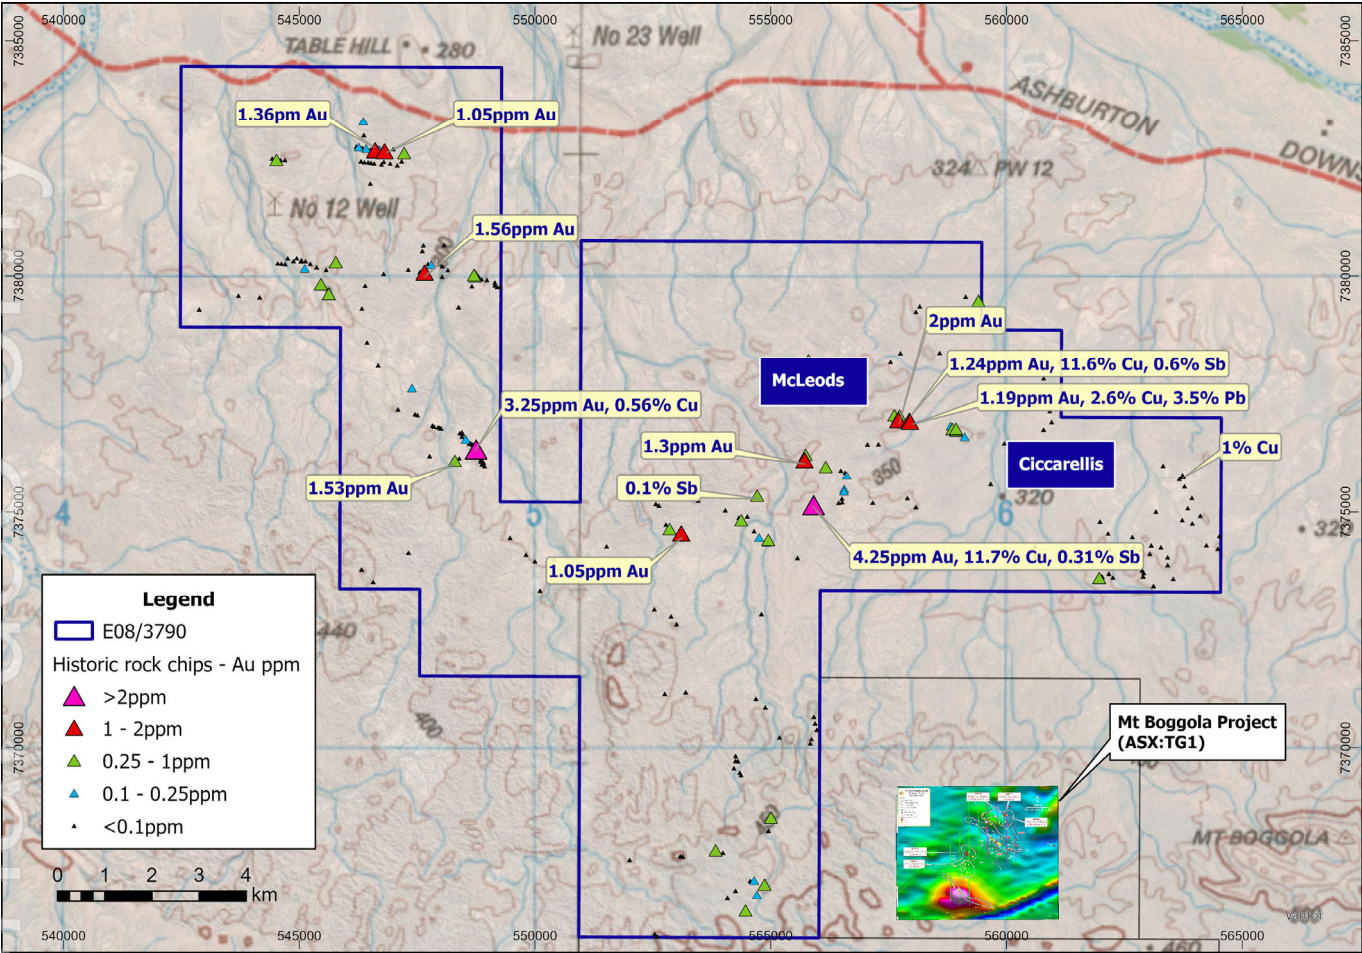 540000
545000
550000
555000
560000
565000
7385000
7385000
TABLE HILL
280
No 23 Well
ASHBURTON
DOWNS
1.36pm Au
1.05ppm Au
324
PW 12
No 12 Well
1.56ppm Au
7380000
7380000
2ppm Au
McLeods
1.24ppm Au, 11.6% Cu, 0.6% Sb
1.19ppm Au, 2.6% Cu, 3.5% Pb
3.25ppm Au, 0.56% Cu
1.3ppm Au
1% Cu
Ciccarellis
350
1.53ppm Au
0.1% Sb
320
7375000
4
5
6
7375000
4.25ppm Au, 11.7% Cu, 0.31% Sb
1.05ppm Au
Legend
E08/3790
Historic rock chips - Au ppm
>2ppm
1 - 2ppm
0.25 - 1ppm
0.1 - 0.25ppm
<0.1ppm
440
400
7370000
7370000
Mt Boggola Project
(ASX:TG1)
MT BOGGOLA
0
1
2
3
4
km
Vantor
460
540000
545000
550000
555000
560000
565000